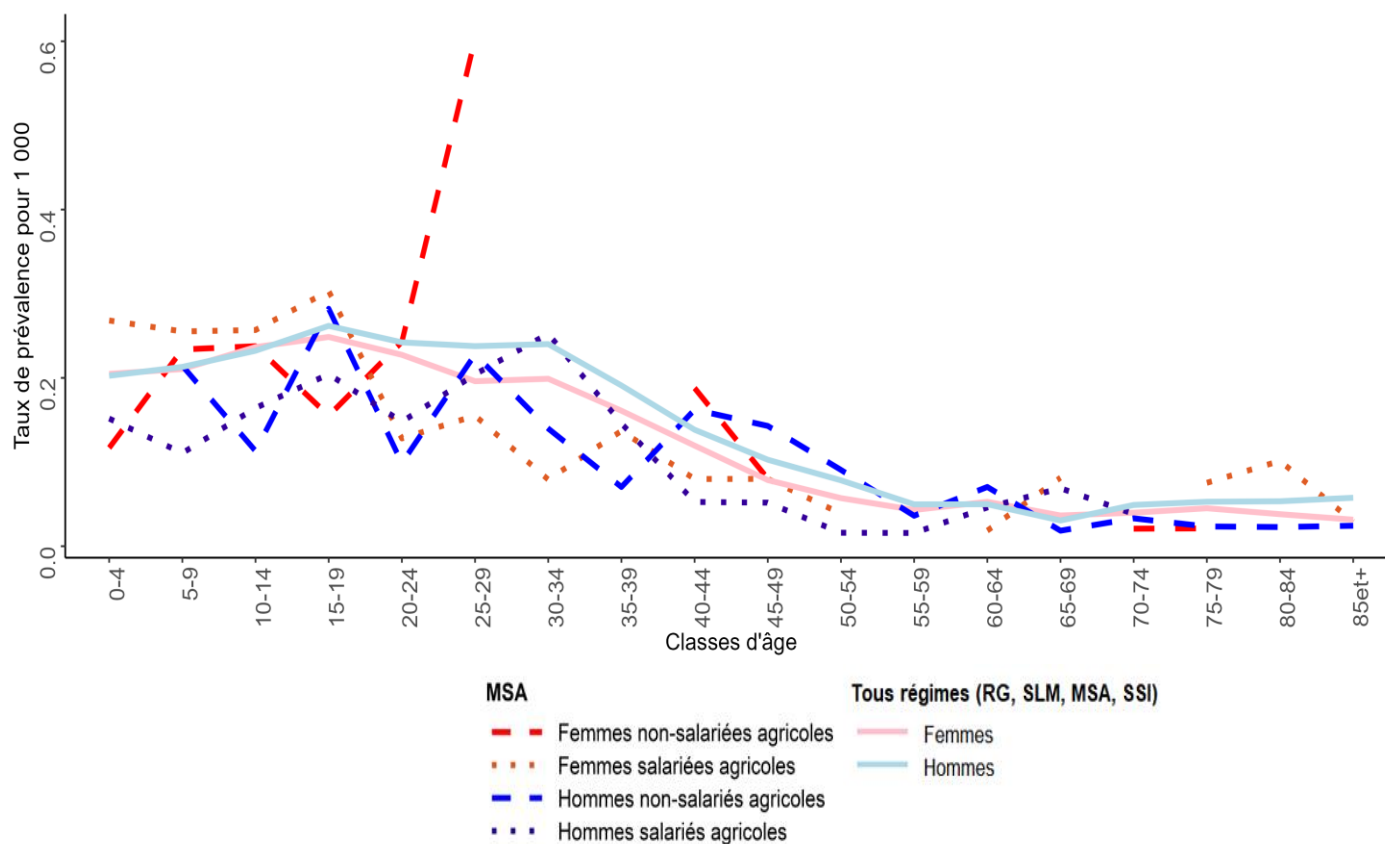 Taux de prévalence pour 1 000
0.6
0.4
0.2
0.0
0-4
5-9
10-14
15-19
20-24
25-29
30-34
35-39
40-44
45-49
50-54
55-59
60-64
65-69
70-74
75-79
80-84
85et+
Classes d'âge
MSA
Femmes non-salariées agricoles
Femmes salariées agricoles
Hommes non-salariés agricoles
Hommes salariés agricoles
Tous régimes (RG, SLM, MSA, SSI)
Femmes
Hommes